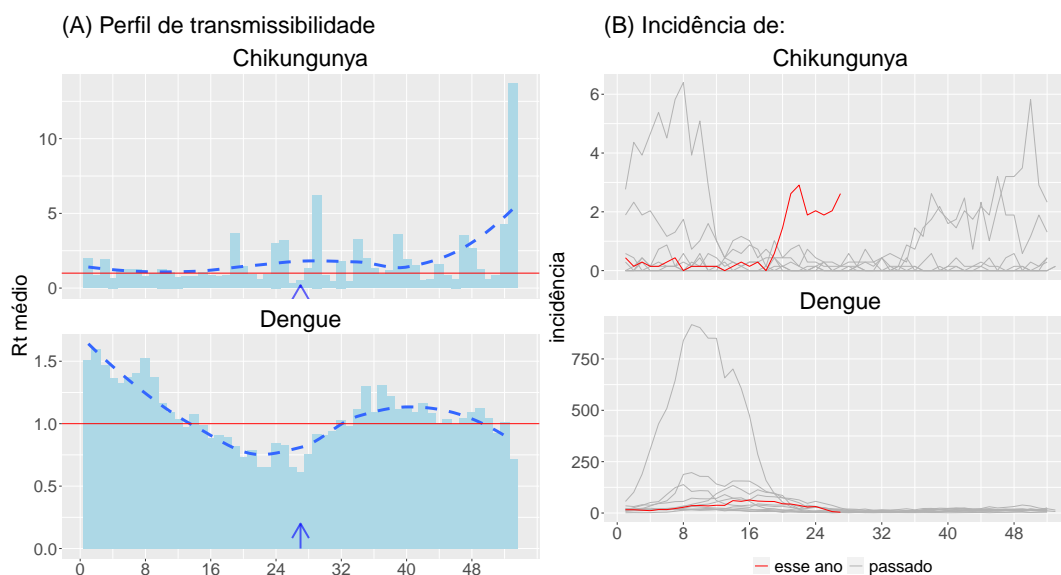 (A) Perfil de transmissibilidade
Chikungunya
10
5
0
Dengue
1.5
1.0
0.5
0.0
0 8 16 24 32 40 48
Rt médio
(B) Incidência de:
Chikungunya
6
4
2
0
Dengue
750
500
250
0
0 8 16 24 32 40 48
incidência
esse ano passado